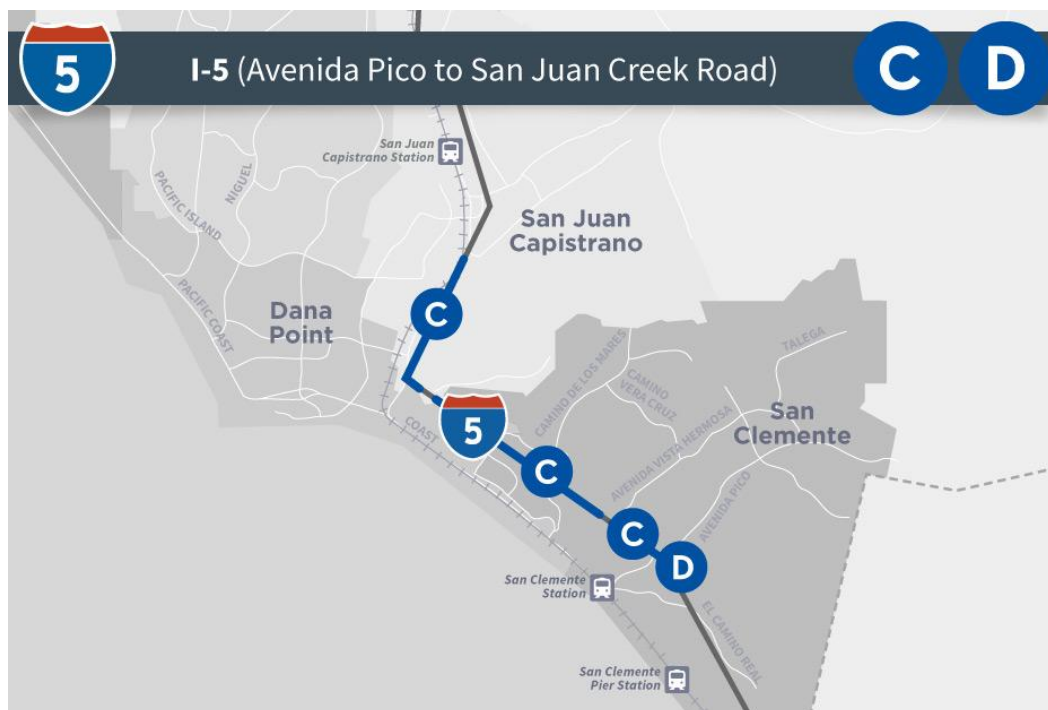 5
I-5 (Avenida Pico to San Juan Creek Road)
C
D
San Juan
Capistrano Station
PACIFIC ISLAND
NIGUEL
San Juan
Capistrano
PACIFIC COAST
Dana
Point
C
TALEGA
CAMINO DE LOS MARES
CAMINO
VERA CRUZ
5
COAST
San
Clemente
AVENIDA VISTA HERMOSA
C
AVENIDA PICO
C
D
San Clemente
Station
EL CAMINO REAL
San Clemente
Pier Station